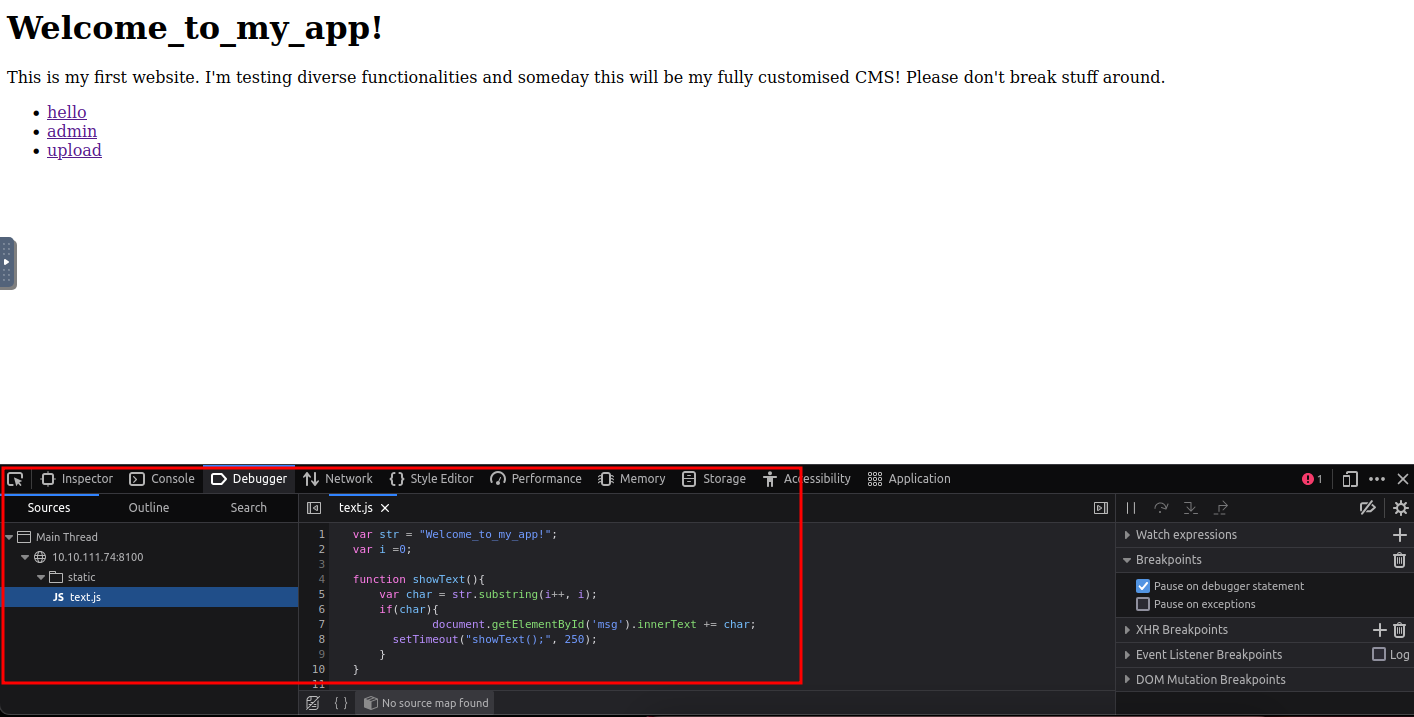 Welcome_to_my_app!
This is my first website. I'm testing diverse functionalities and someday this will be my fully customised CMS! Please don't break stuff around.
hello
admin
upload
Inspector Console Debugger Network Style Editor Performance Memory Storage Accessibility Application 1
Sources Outline Search text.js
Main Thread
10.10.111.74:8100
static
JS text.js
1 var str = "Welcome_to_my_app!";
2 var i =0;
3
4 function showText(){
5 var char = str.substring(i++, i);
6 if(char){
7 document.getElementById('msg').innerText += char;
8 setTimeout("showText();", 250);
9 }
10 }
11
{ } No source map found
Watch expressions
Breakpoints
Pause on debugger statement
Pause on exceptions
XHR Breakpoints
Event Listener Breakpoints Log
DOM Mutation Breakpoints